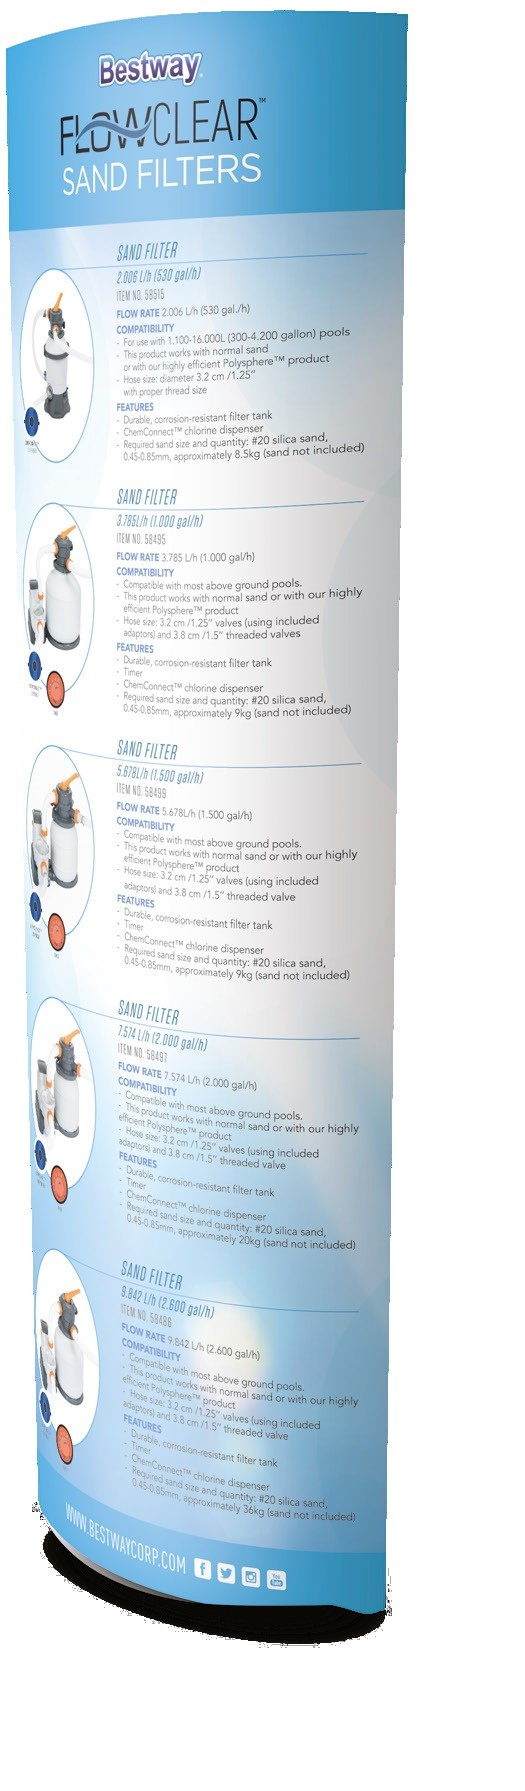 Bestway
FLOWCLEAR™
SAND FILTERS
SAND FILTER
2.006 L/h (530 gal/h)
ITEM NO. 58515
FLOW RATE 2.006 L/h (530 gal./h)
COMPATIBILITY
- For use with 1.100-16.000L (300-4.200 gallon) pools
- This product works with normal sand
or with our highly efficient Polysphere™ product
- Hose size: diameter 3.2 cm /1.25″
with proper thread size
FEATURES
- Durable, corrosion-resistant filter tank
- ChemConnect™ chlorine dispenser
- Required sand size and quantity: #20 silica sand,
0.45-0.85mm, approximately 8.5kg (sand not included)
SAND FILTER
3.785L/h (1.000 gal/h)
ITEM NO. 58495
FLOW RATE 3.785 L/h (1.000 gal/h)
COMPATIBILITY
- Compatible with most above ground pools.
- This product works with normal sand or with our highly
efficient Polysphere™ product
- Hose size: 3.2 cm /1.25″ valves (using included
adaptors) and 3.8 cm /1.5″ threaded valves
FEATURES
- Durable, corrosion-resistant filter tank
- Timer
- ChemConnect™ chlorine dispenser
- Required sand size and quantity: #20 silica sand,
0.45-0.85mm, approximately 9kg (sand not included)
SAND FILTER
5.678L/h (1.500 gal/h)
ITEM NO. 58499
FLOW RATE 5.678L/h (1.500 gal/h)
COMPATIBILITY
- Compatible with most above ground pools.
- This product works with normal sand or with our highly
efficient Polysphere™ product
- Hose size: 3.2 cm /1.25″ valves (using included
adaptors) and 3.8 cm /1.5″ threaded valve
FEATURES
- Durable, corrosion-resistant filter tank
- Timer
- ChemConnect™ chlorine dispenser
- Required sand size and quantity: #20 silica sand,
0.45-0.85mm, approximately 9kg (sand not included)
SAND FILTER
7.574 L/h (2.000 gal/h)
ITEM NO. 58497
FLOW RATE 7.574 L/h (2.000 gal/h)
COMPATIBILITY
- Compatible with most above ground pools.
- This product works with normal sand or with our highly
efficient Polysphere™ product
- Hose size: 3.2 cm /1.25″ valves (using included
adaptors) and 3.8 cm /1.5″ threaded valve
FEATURES
- Durable, corrosion-resistant filter tank
- Timer
- ChemConnect™ chlorine dispenser
- Required sand size and quantity: #20 silica sand,
0.45-0.85mm, approximately 20kg (sand not included)
SAND FILTER
9.842 L/h (2.600 gal/h)
ITEM NO. 58486
FLOW RATE 9.842 L/h (2.600 gal/h)
COMPATIBILITY
- Compatible with most above ground pools.
- This product works with normal sand or with our highly
efficient Polysphere™ product
- Hose size: 3.2 cm /1.25″ valves (using included
adaptors) and 3.8 cm /1.5″ threaded valve
FEATURES
- Durable, corrosion-resistant filter tank
- Timer
- ChemConnect™ chlorine dispenser
- Required sand size and quantity: #20 silica sand,
0.45-0.85mm, approximately 36kg (sand not included)
WWW.BESTWAYCORP.COM
You Tube